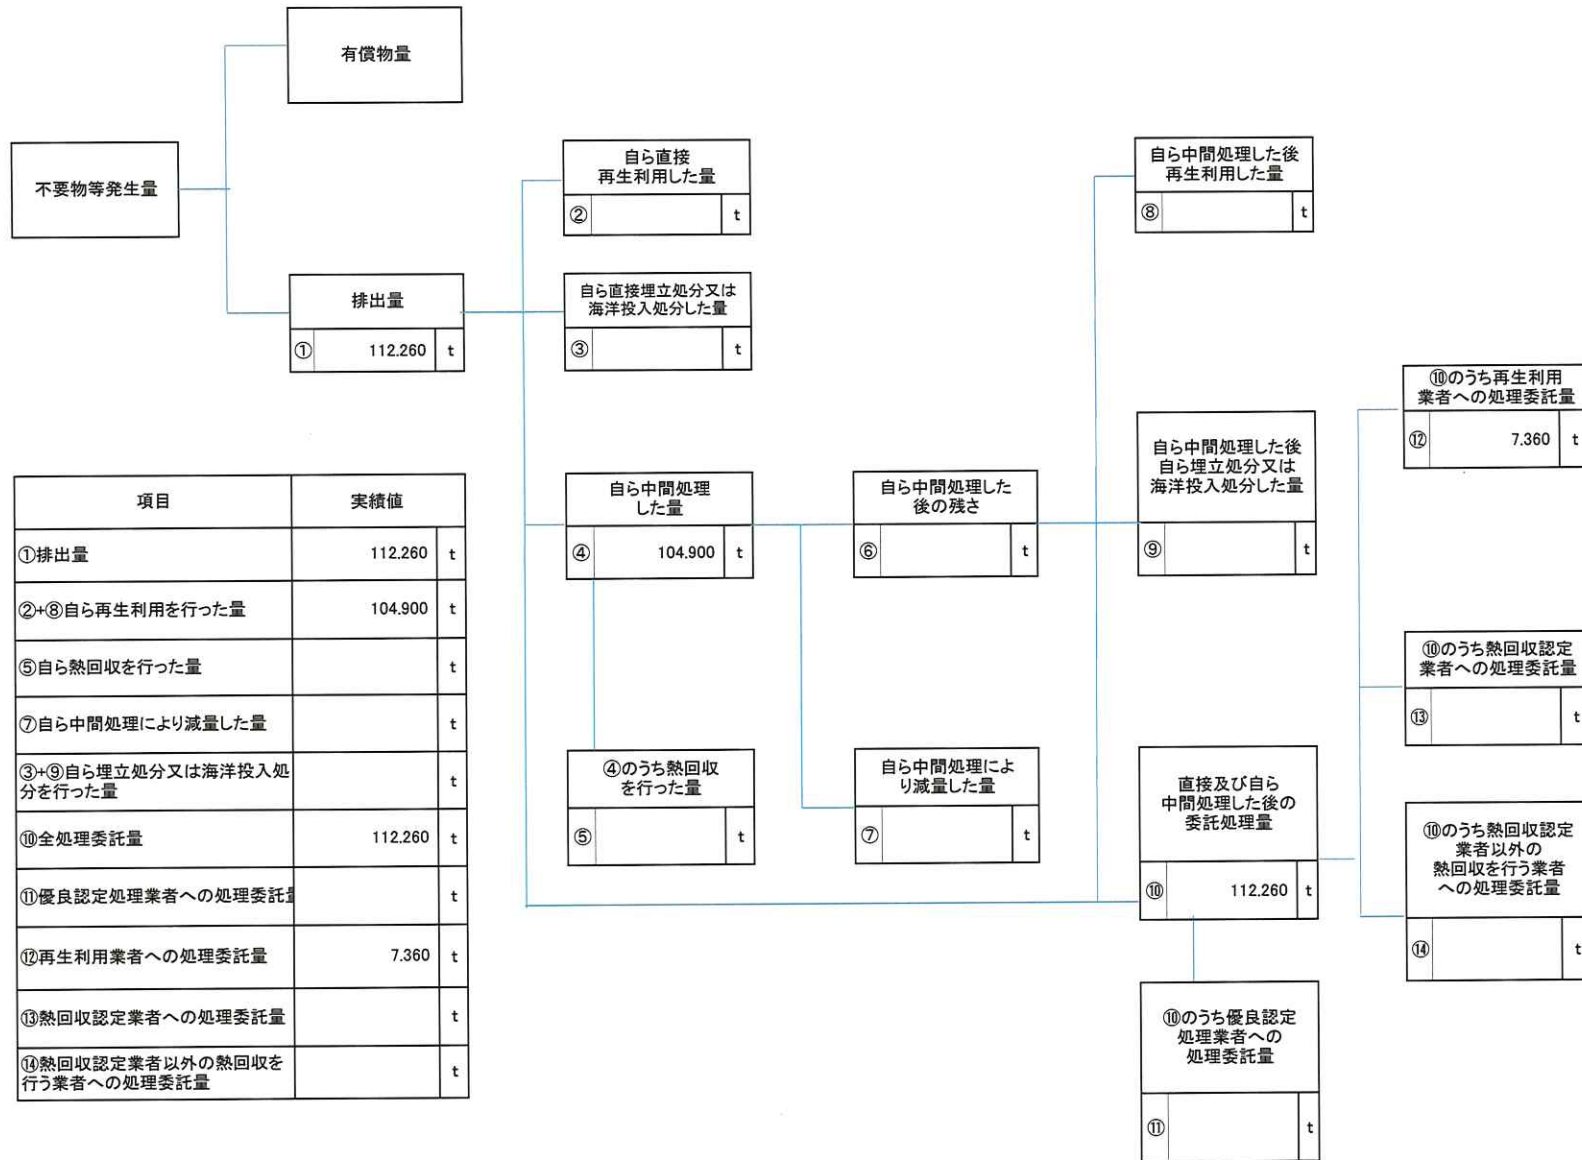 有償物量
不要物等発生量
排出量
① 112.260 t
自ら直接
再生利用した量
② t
自ら直接埋立処分又は
海洋投入処分した量
③ t
自ら中間処理
した量
④ 104.900 t
④のうち熱回収
を行った量
⑤ t
自ら中間処理した
後の残さ
⑥ t
自ら中間処理によ
り減量した量
⑦ t
自ら中間処理した後
再生利用した量
⑧ t
自ら中間処理した後
自ら埋立処分又は
海洋投入処分した量
⑨ t
直接及び自ら
中間処理した後の
委託処理量
⑩ 112.260 t
⑩のうち優良認定
処理業者への
処理委託量
⑪ t
⑩のうち再生利用
業者への処理委託量
⑫ 7.360 t
⑩のうち熱回収認定
業者への処理委託量
⑬ t
⑩のうち熱回収認定
業者以外の
熱回収を行う業者
への処理委託量
⑭ t
項目 実績値
①排出量 112.260 t
②+⑧自ら再生利用を行った量 104.900 t
⑤自ら熱回収を行った量 t
⑦自ら中間処理により減量した量 t
③+⑨自ら埋立処分又は海洋投入処
分を行った量 t
⑩全処理委託量 112.260 t
⑪優良認定処理業者への処理委託量 t
⑫再生利用業者への処理委託量 7.360 t
⑬熱回収認定業者への処理委託量 t
⑭熱回収認定業者以外の熱回収を
行う業者への処理委託量 t